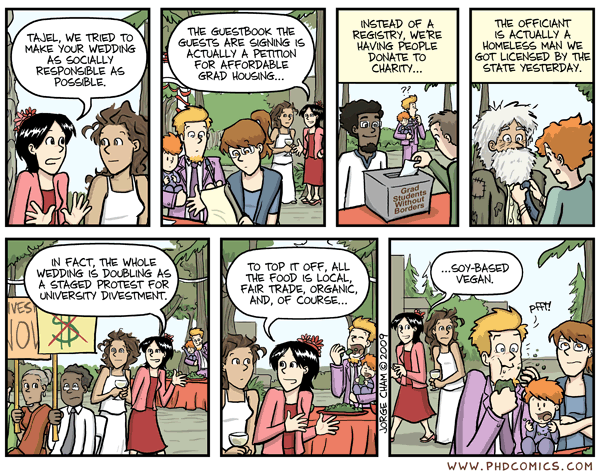 TAJEL, WE TRIED TO
MAKE YOUR WEDDING
AS SOCIALLY
RESPONSIBLE AS
POSSIBLE.
THE GUESTBOOK THE
GUESTS ARE SIGNING IS
ACTUALLY A PETITION
FOR AFFORDABLE
GRAD HOUSING...
INSTEAD OF A
REGISTRY, WE'RE
HAVING PEOPLE
DONATE TO
CHARITY...
??
Grad
Students
Without
Borders
THE OFFICIANT
IS ACTUALLY A
HOMELESS MAN WE
GOT LICENSED BY THE
STATE YESTERDAY.
IN FACT, THE WHOLE
WEDDING IS DOUBLING AS
A STAGED PROTEST FOR
UNIVERSITY DIVESTMENT.
NOW
$
TO TOP IT OFF, ALL
THE FOOD IS LOCAL,
FAIR TRADE, ORGANIC,
AND, OF COURSE...
JORGE CHAM © 2009
...SOY-BASED
VEGAN.
PFFT!
WWW.PHDCOMICS.COM